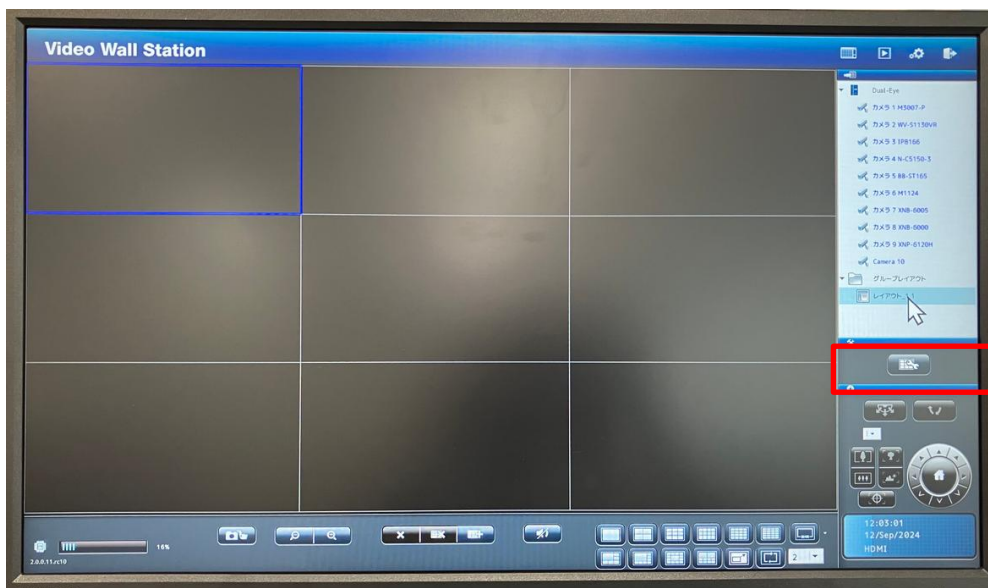 Video Wall Station
Dual-Eye
カメラ 1 M3007-P
カメラ 2 WV-S1130VR
カメラ 3 IP8166
カメラ 4 N-C5150-3
カメラ 5 BB-ST165
カメラ 6 M1124
カメラ 7 XNB-6005
カメラ 8 XNB-6000
カメラ 9 XNP-6120H
Camera 10
グループレイアウト
レイアウト
16%
2.0.0.11.rc10
2
12:03:01
12/Sep/2024
HDMI